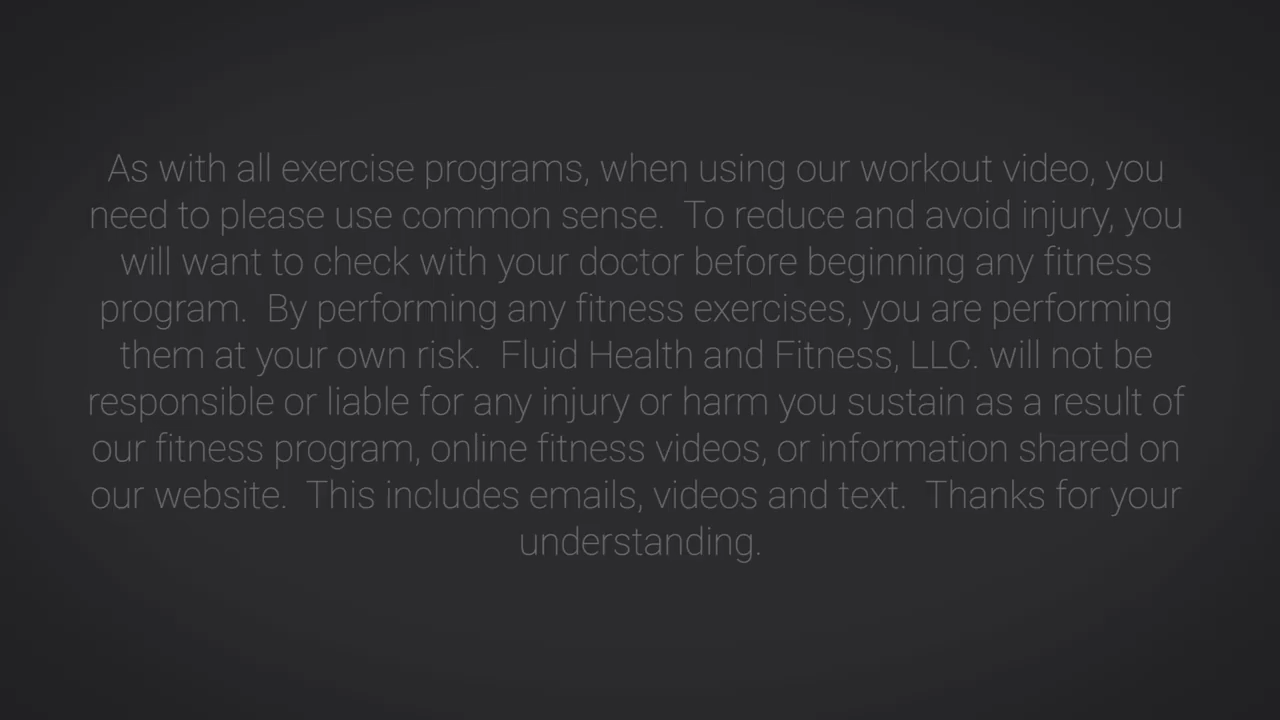 As with all exercise programs, when using our workout video, you
need to please use common sense.  To reduce and avoid injury, you
will want to check with your doctor before beginning any fitness
program.  By performing any fitness exercises, you are performing
them at your own risk.  Fluid Health and Fitness, LLC. will not be
responsible or liable for any injury or harm you sustain as a result of
our fitness program, online fitness videos, or information shared on
our website.  This includes emails, videos and text.  Thanks for your
understanding.